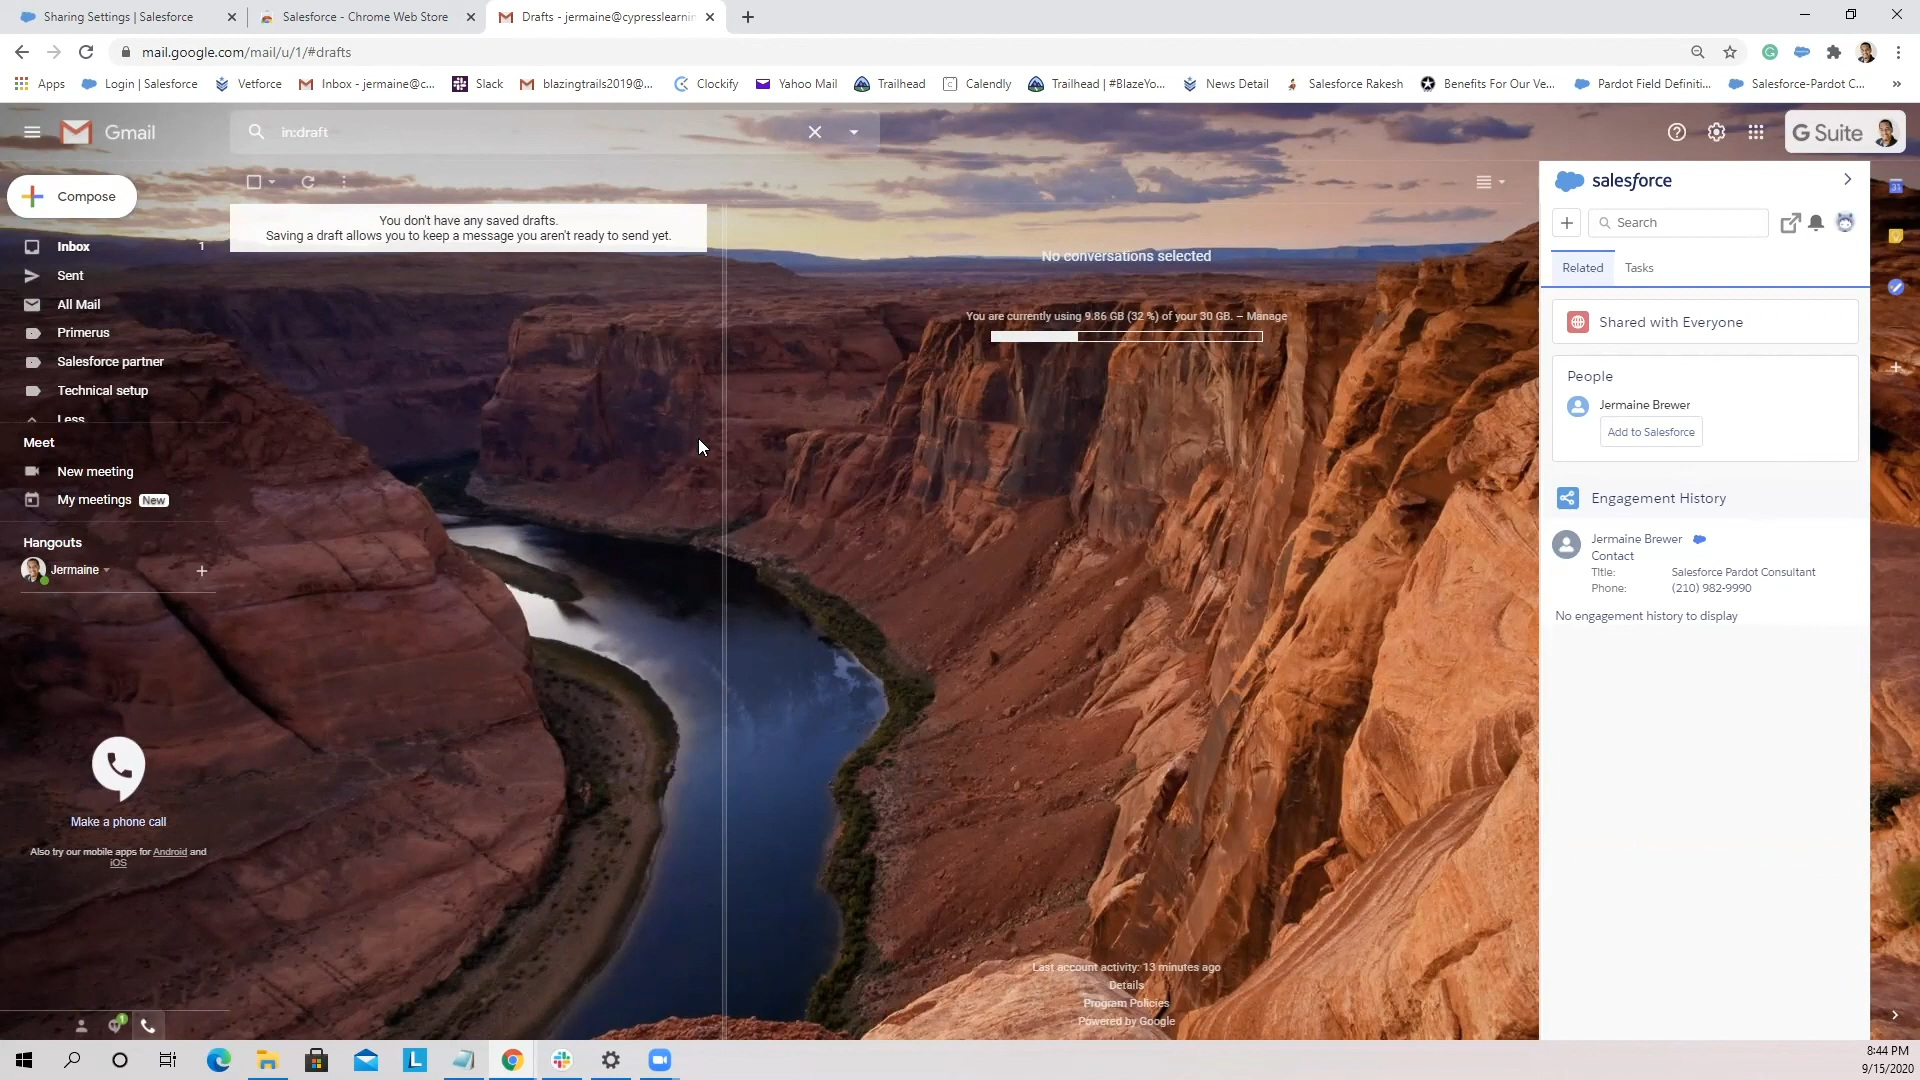 Sharing Settings | Salesforce
Salesforce - Chrome Web Store
Drafts - jermaine@cypresslearnin
mail.google.com/mail/u/1/#drafts
Apps
Login | Salesforce
Vetforce
Inbox - jermaine@c...
Slack
blazingtrails2019@...
Clockify
Yahoo Mail
Trailhead
Calendly
Trailhead | #BlazeYo...
News Detail
Salesforce Rakesh
Benefits For Our Ve...
Pardot Field Definiti...
Salesforce-Pardot C...
»
Gmail
in:draft
G Suite
Compose
You don't have any saved drafts.
Saving a draft allows you to keep a message you aren't ready to send yet.
Inbox 1
Sent
All Mail
Primerus
Salesforce partner
Technical setup
Less
Meet
New meeting
My meetings New
Hangouts
Jermaine
Make a phone call
Also try our mobile apps for Android and
iOS
1
No conversations selected
You are currently using 9.86 GB (32 %) of your 30 GB. – Manage
Last account activity: 13 minutes ago
Details
Program Policies
Powered by Google
salesforce
Search
Related Tasks
Shared with Everyone
People
Jermaine Brewer
Add to Salesforce
Engagement History
Jermaine Brewer
Contact
Title: Salesforce Pardot Consultant
Phone: (210) 982-9990
No engagement history to display
31
L
8:44 PM
9/15/2020